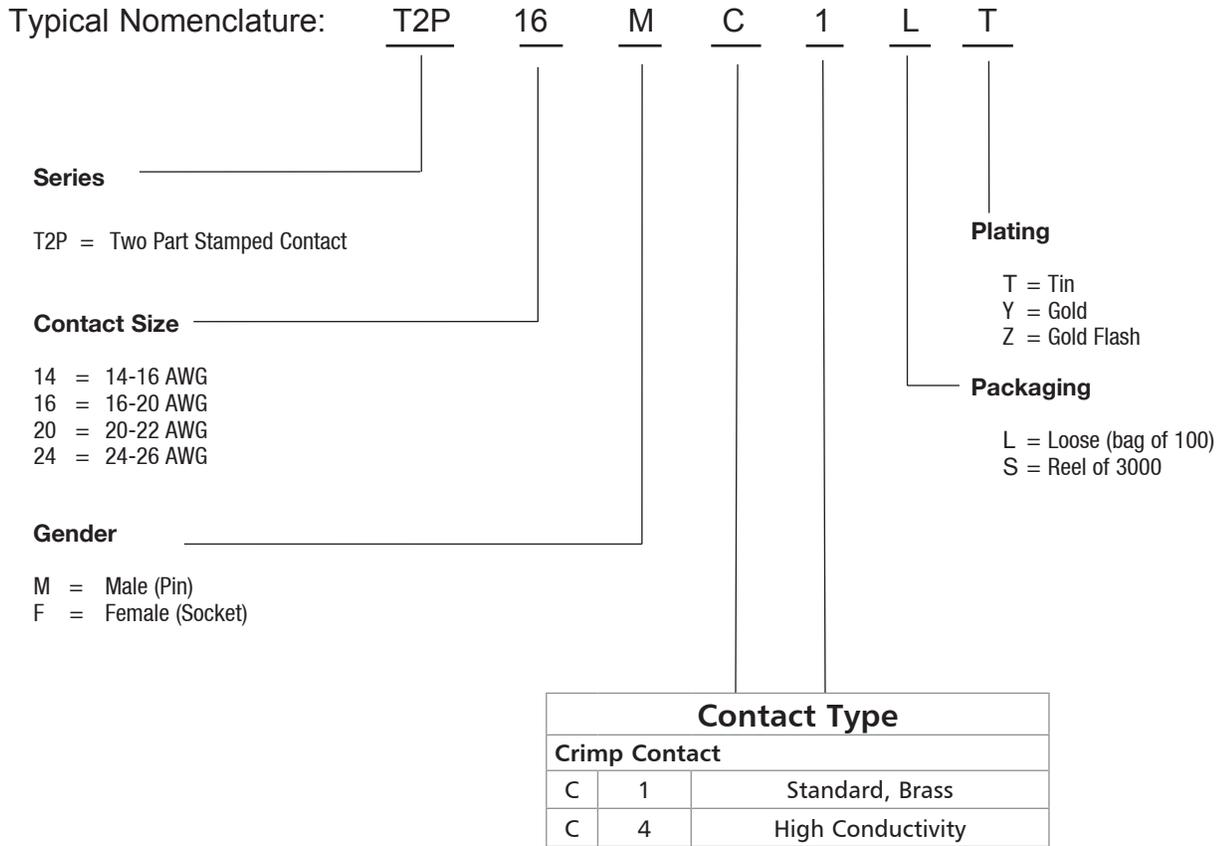 Typical Nomenclature: T2P 16 M C 1 L T
Series
T2P = Two Part Stamped Contact
Contact Size
14 = 14-16 AWG
16 = 16-20 AWG
20 = 20-22 AWG
24 = 24-26 AWG
Gender
M = Male (Pin)
F = Female (Socket)
Plating
T = Tin
Y = Gold
Z = Gold Flash
Packaging
L = Loose (bag of 100)
S = Reel of 3000
Contact Type
Crimp Contact
C 1 Standard, Brass
C 4 High Conductivity